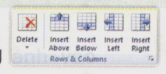 Delete
Insert Above
Insert Below
Insert Left
Insert Right
Rows & Columns